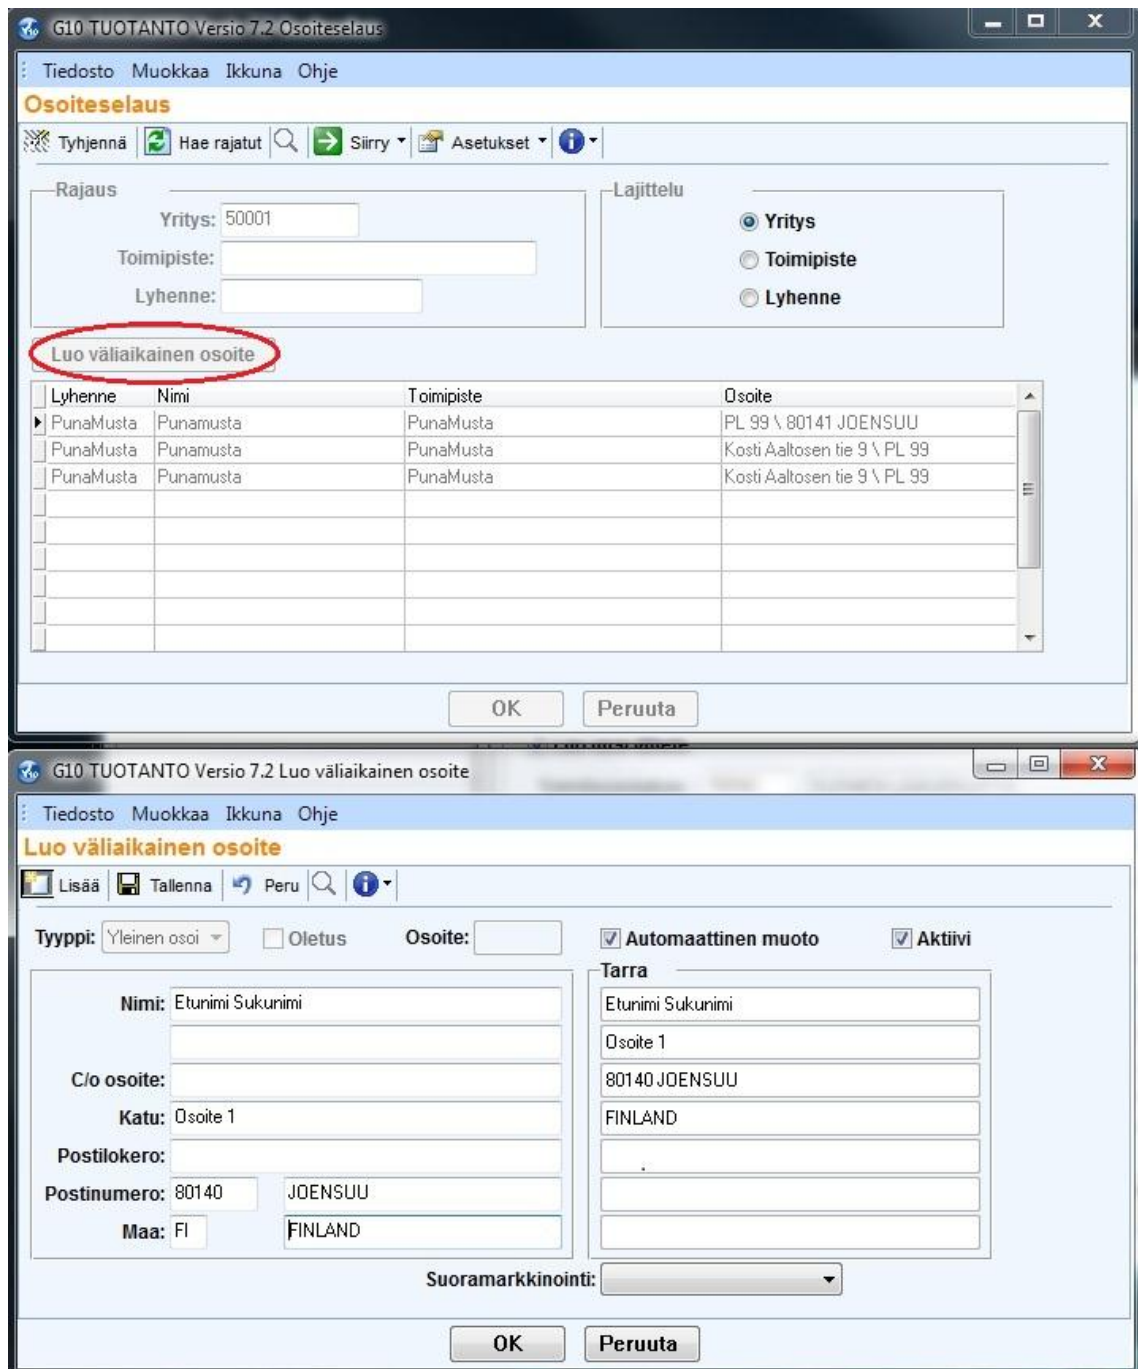 G10 TUOTANTO Versio 7.2 Osoiteselaus
Tiedosto Muokkaa Ikkuna Ohje
Osoiteselaus
Tyhjennä Hae rajatut Siirry Asetukset
Rajaus
Yritys: 50001
Toimipiste:
Lyhenne:
Lajittelu
Yritys
Toimipiste
Lyhenne
Luo väliaikainen osoite
Lyhenne Nimi Toimipiste Osoite
PunaMusta Punamusta PunaMusta PL 99 \ 80141 JOENSUU
PunaMusta Punamusta PunaMusta Kosti Aaltosen tie 9 \ PL 99
PunaMusta Punamusta PunaMusta Kosti Aaltosen tie 9 \ PL 99
OK Peruuta
G10 TUOTANTO Versio 7.2 Luo väliaikainen osoite
Tiedosto Muokkaa Ikkuna Ohje
Luo väliaikainen osoite
Lisää Tallenna Peru
Tyyppi: Yleinen osoi Oletus Osoite: Automaattinen muoto Aktiivi
Nimi: Etunimi Sukunimi
C/o osoite:
Katu: Osoite 1
Postilokero:
Postinumero: 80140 JOENSUU
Maa: FI FINLAND
Tarra
Etunimi Sukunimi
Osoite 1
80140 JOENSUU
FINLAND
.
Suoramarkkinointi:
OK Peruuta